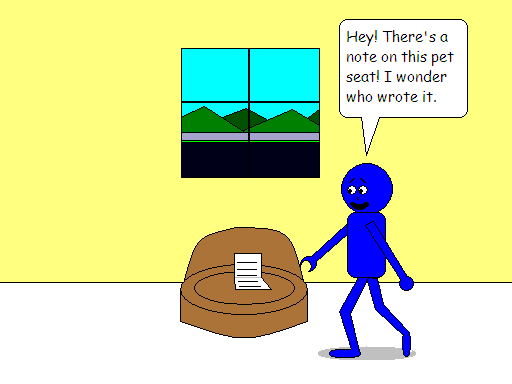 Hey! There's a
note on this pet
seat! I wonder
who wrote it.